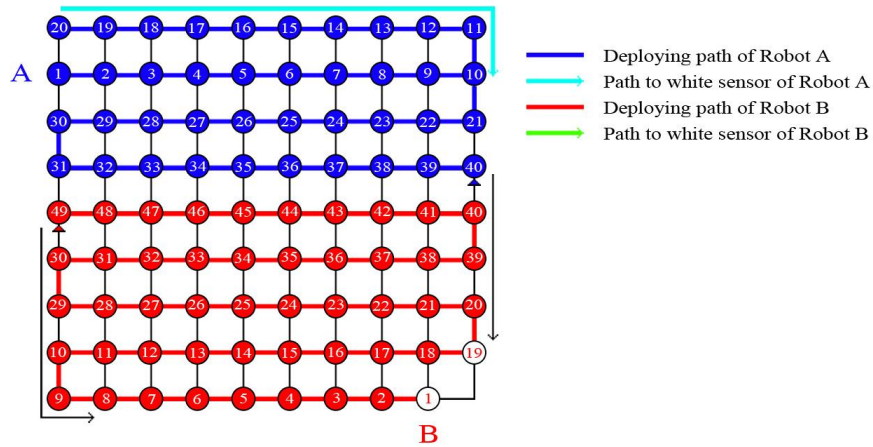 20 19 18 17 16 15 14 13 12 11
A 1 2 3 4 5 6 7 8 9 10
30 29 28 27 26 25 24 23 22 21
31 32 33 34 35 36 37 38 39 40
49 48 47 46 45 44 43 42 41 40
30 31 32 33 34 35 36 37 38 39
29 28 27 26 25 24 23 22 21 20
10 11 12 13 14 15 16 17 18 19
9 8 7 6 5 4 3 2 1
B
Deploying path of Robot A
Path to white sensor of Robot A
Deploying path of Robot B
Path to white sensor of Robot B